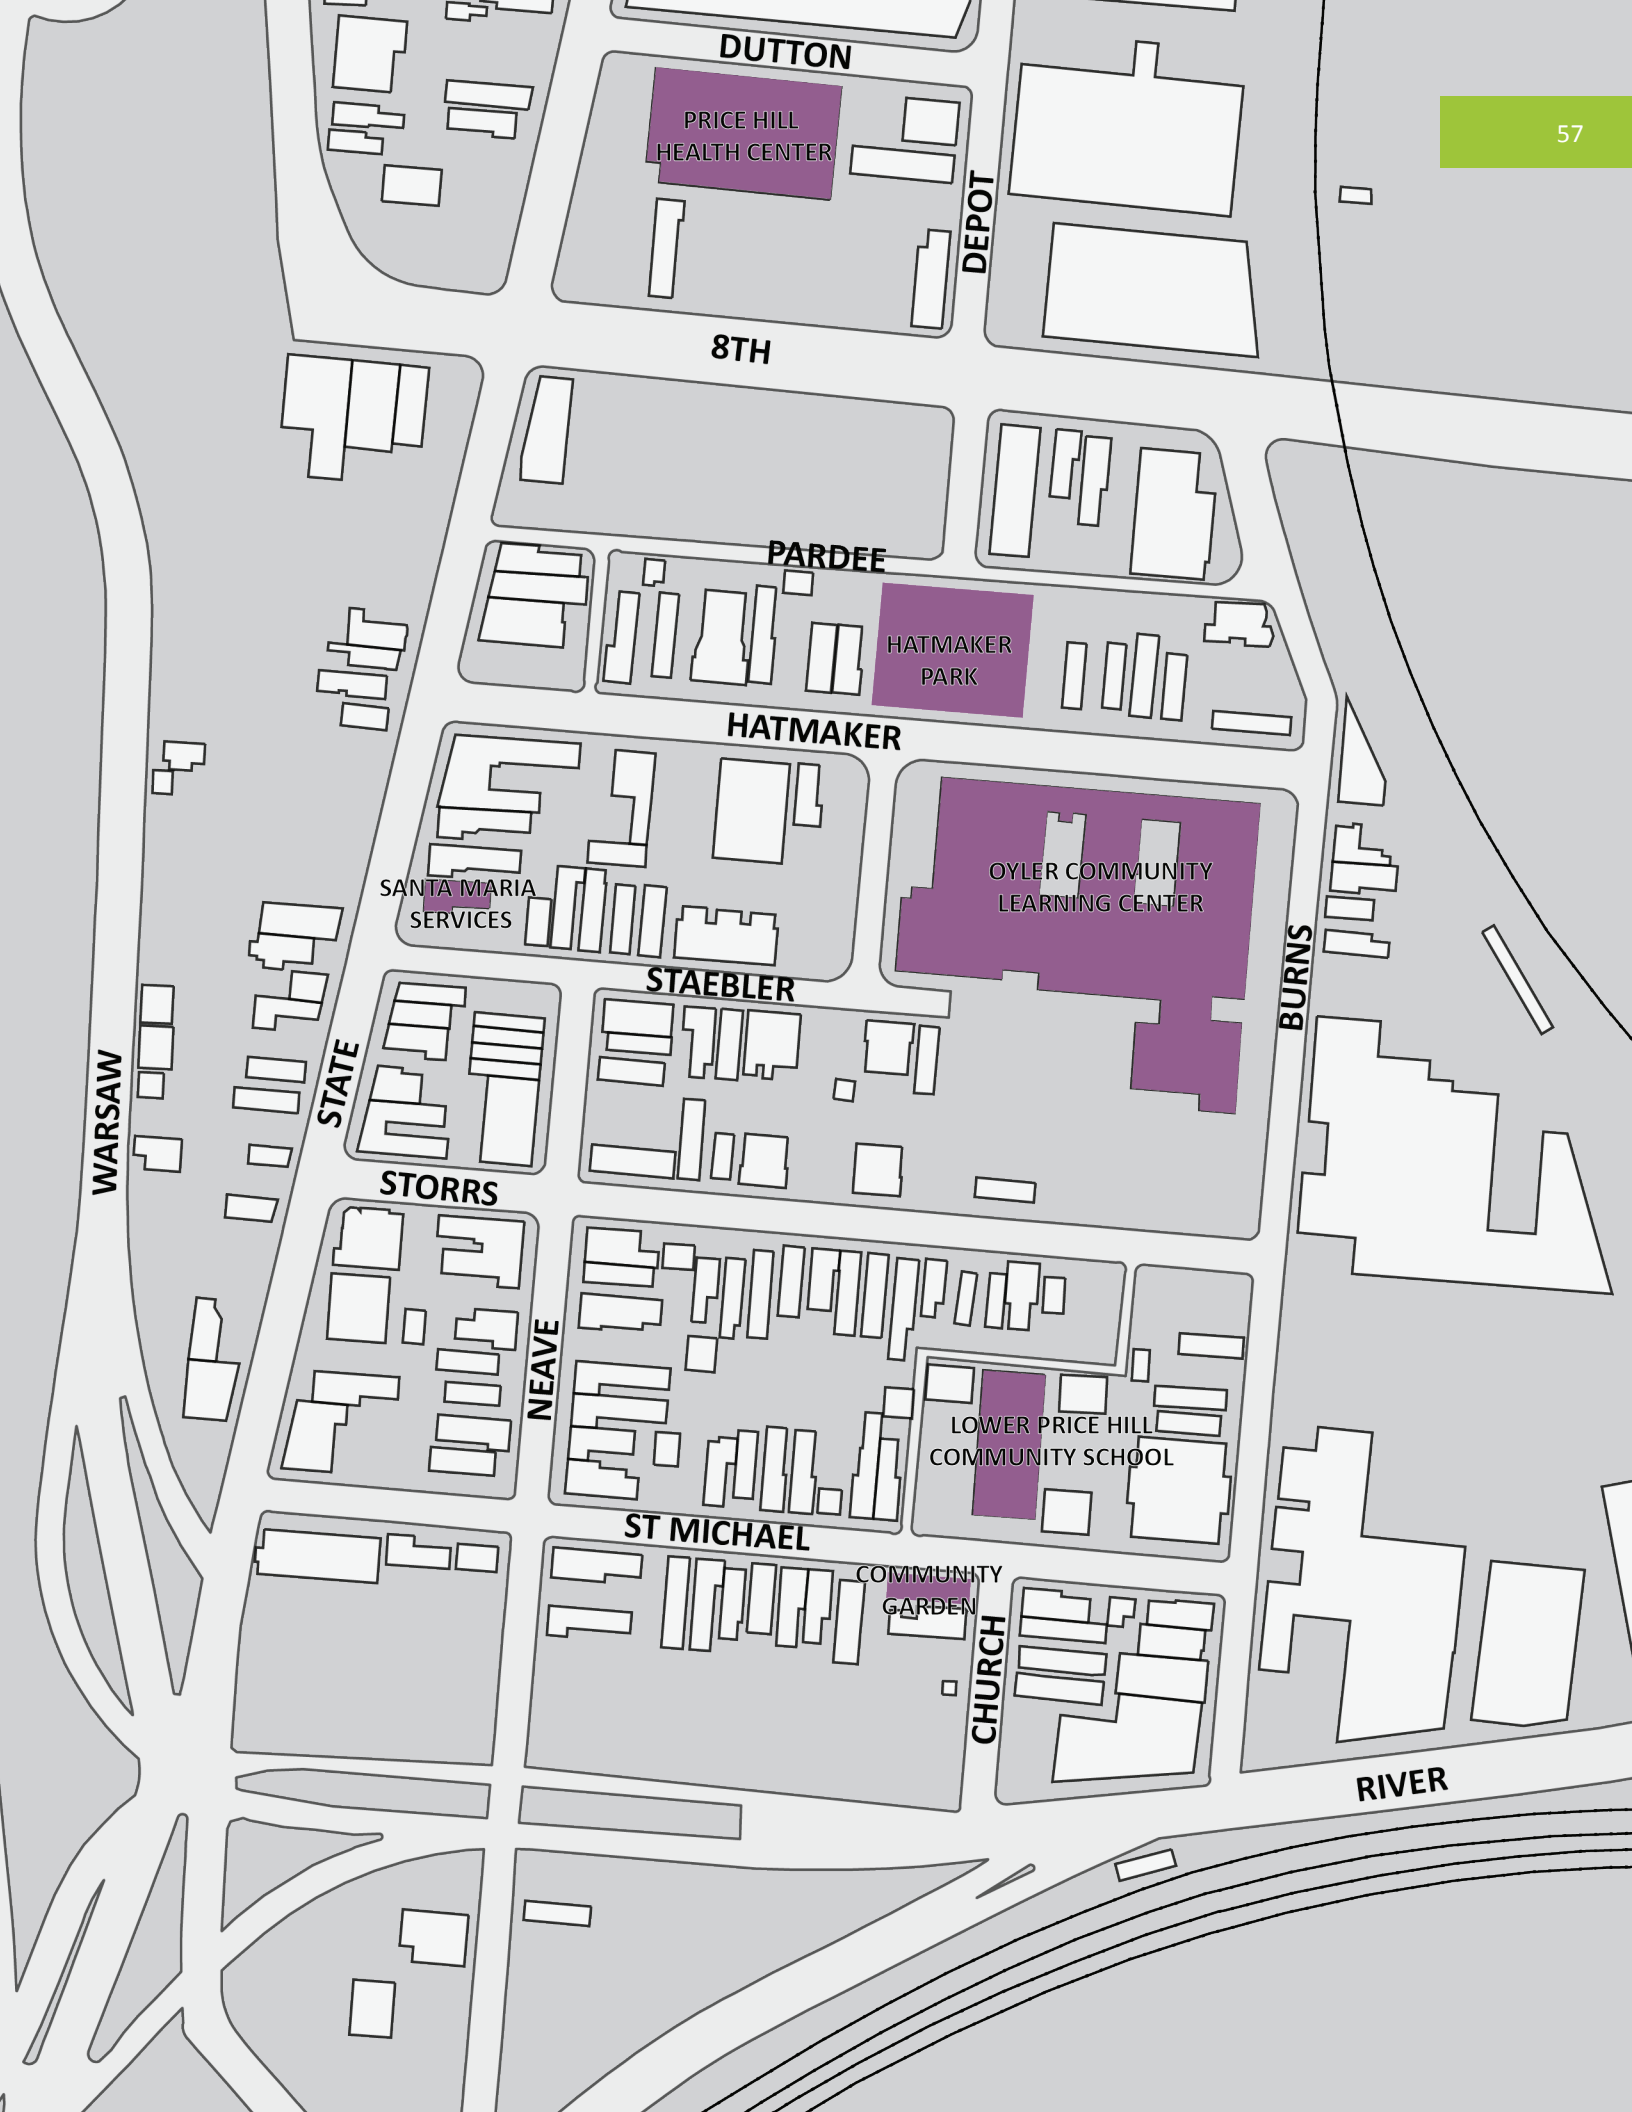 DUTTON
57
PRICE HILL
HEALTH CENTER
DEPOT
8TH
PARDEE
HATMAKER
PARK
HATMAKER
OYLER COMMUNITY
LEARNING CENTER
SANTA MARIA
SERVICES
BURNS
STAEBLER
STATE
WARSAW
STORRS
NEAVE
LOWER PRICE HILL
COMMUNITY SCHOOL
ST MICHAEL
COMMUNITY
GARDEN
CHURCH
RIVER